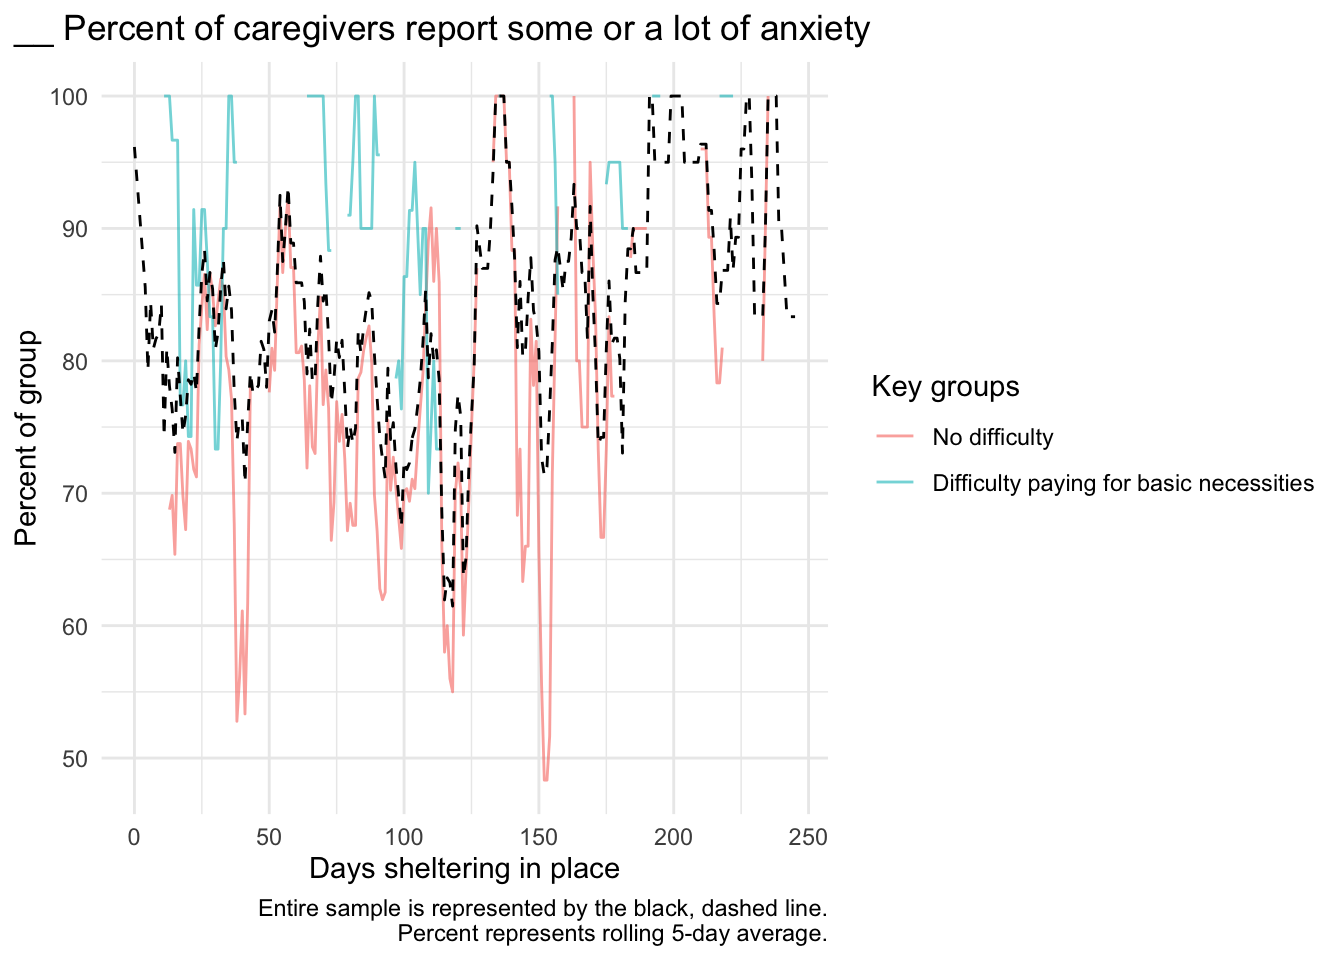 __ Percent of caregivers report some or a lot of anxiety
100
90
80
70
60
50
Percent of group
0 50 100 150 200 250
Days sheltering in place
Key groups
No difficulty
Difficulty paying for basic necessities
Entire sample is represented by the black, dashed line.
Percent represents rolling 5-day average.